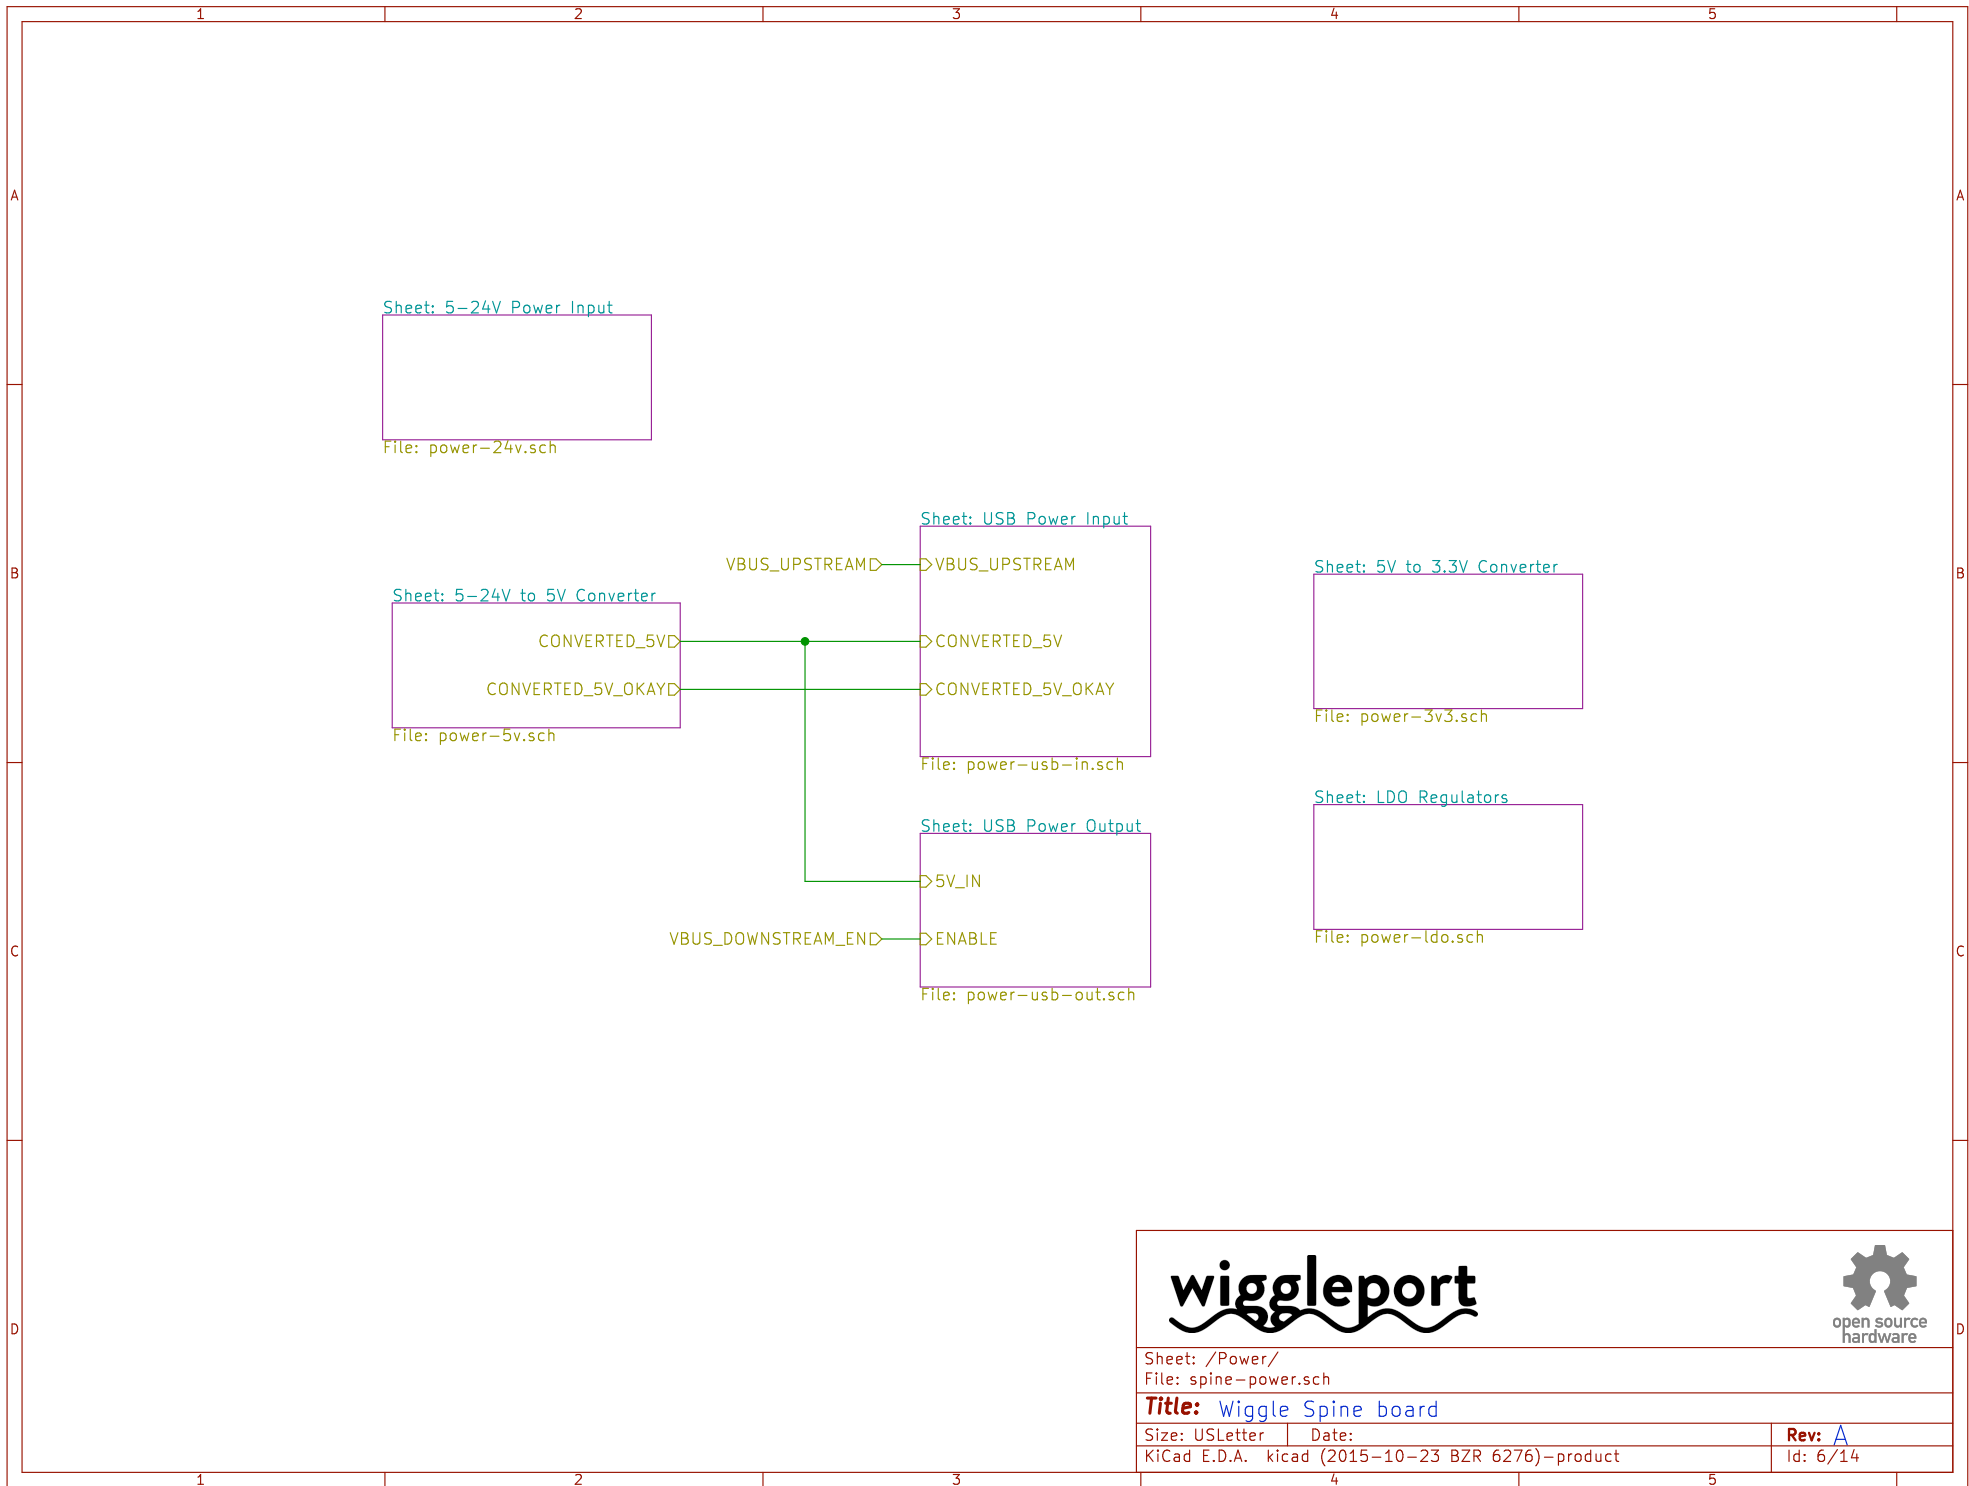 1 2 3 4 5
A A
Sheet: 5-24V Power Input
File: power-24v.sch
Sheet: USB Power Input
VBUS_UPSTREAM VBUS_UPSTREAM
B B
Sheet: 5V to 3.3V Converter
Sheet: 5-24V to 5V Converter
CONVERTED_5V CONVERTED_5V
CONVERTED_5V_OKAY CONVERTED_5V_OKAY
File: power-3v3.sch
File: power-5v.sch
File: power-usb-in.sch
Sheet: LDO Regulators
Sheet: USB Power Output
5V_IN
VBUS_DOWNSTREAM_EN ENABLE
File: power-ldo.sch
C C
File: power-usb-out.sch
wiggleport
open source
hardware
D D
Sheet: /Power/
File: spine-power.sch
Title: Wiggle Spine board
Size: USLetter Date: Rev: A
KiCad E.D.A. kicad (2015-10-23 BZR 6276)-product Id: 6/14
1 2 3 4 5